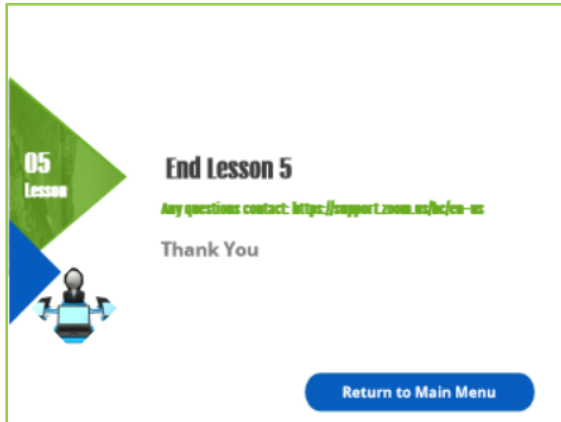 05
Lesson
End Lesson 5
Any questions contact: https://support.zoom.us/hc/en-us
Thank You
Return to Main Menu